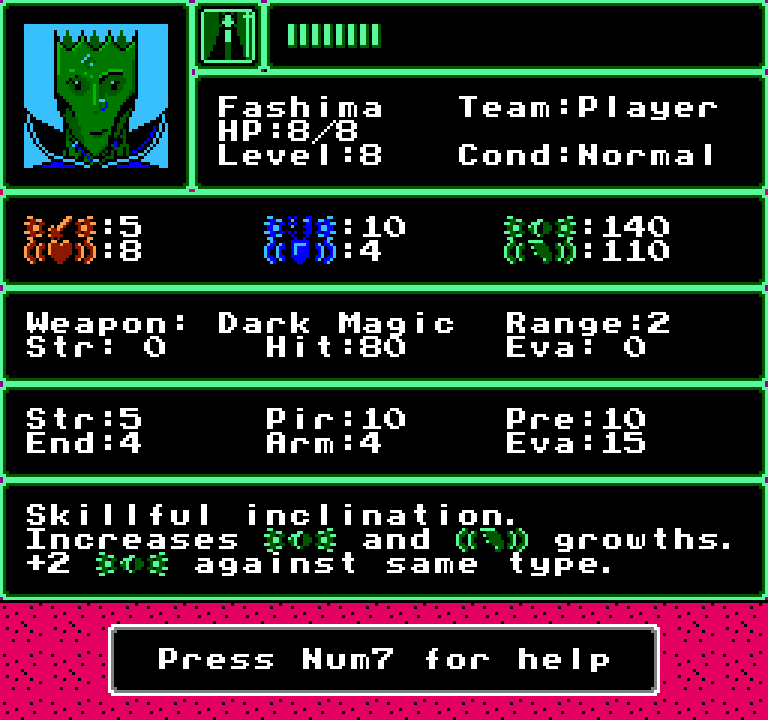 Fashima Team:Player
HP:8/8
Level:8 Cond:Normal
:5 :10 :140
:8 :4 :110
Weapon: Dark Magic Range:2
Str: 0 Hit:80 Eva: 0
Str:5 Pir:10 Pre:10
End:4 Arm:4 Eva:15
Skillful inclination.
Increases and growths.
+2 against same type.
Press Num7 for help